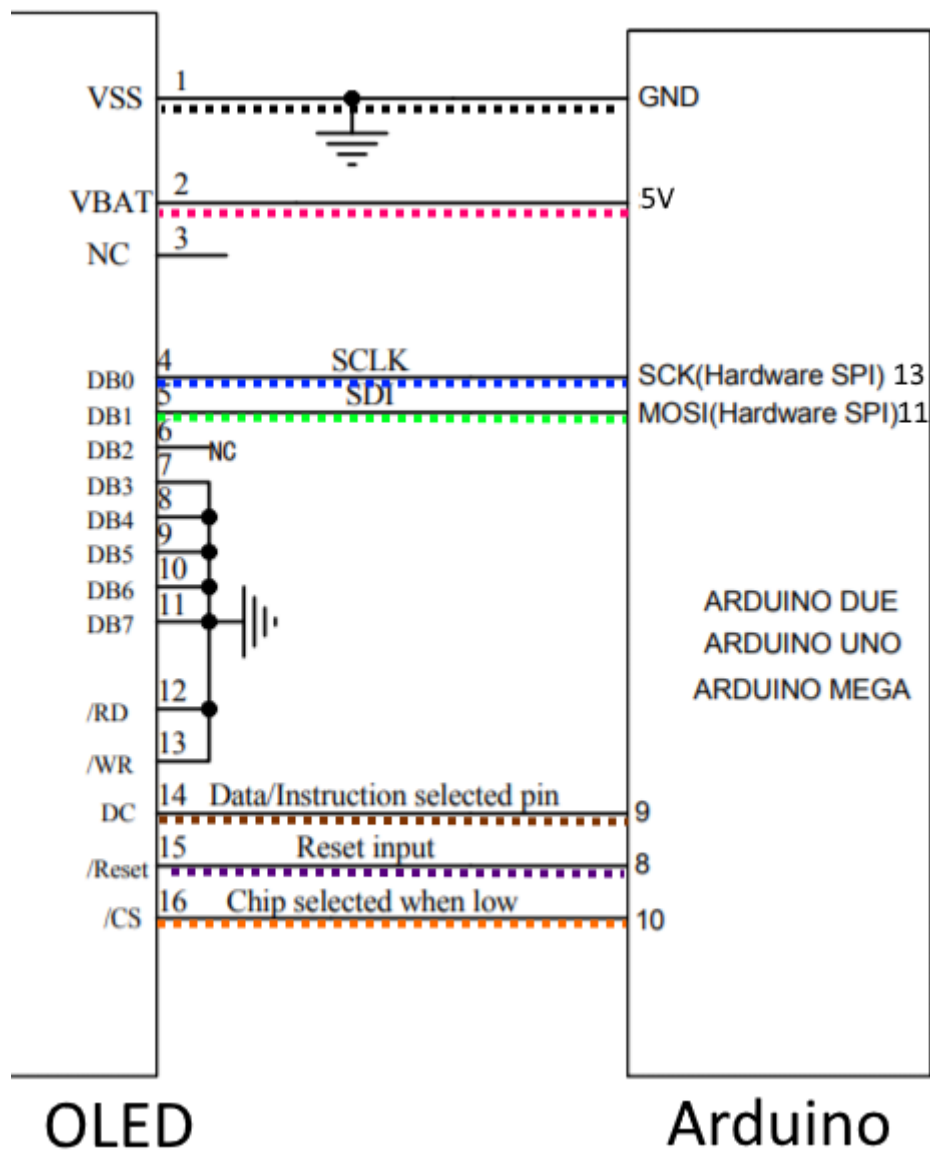 VSS 1 GND
VBAT 2 5V
NC 3
DB0 4 SCLK SCK(Hardware SPI) 13
DB1 5 SDI MOSI(Hardware SPI)11
DB2 6 NC
DB3 7
DB4 8
DB5 9
DB6 10
DB7 11
ARDUINO DUE
ARDUINO UNO
ARDUINO MEGA
/RD 12
/WR 13
DC 14 Data/Instruction selected pin 9
/Reset 15 Reset input 8
/CS 16 Chip selected when low 10
OLED Arduino